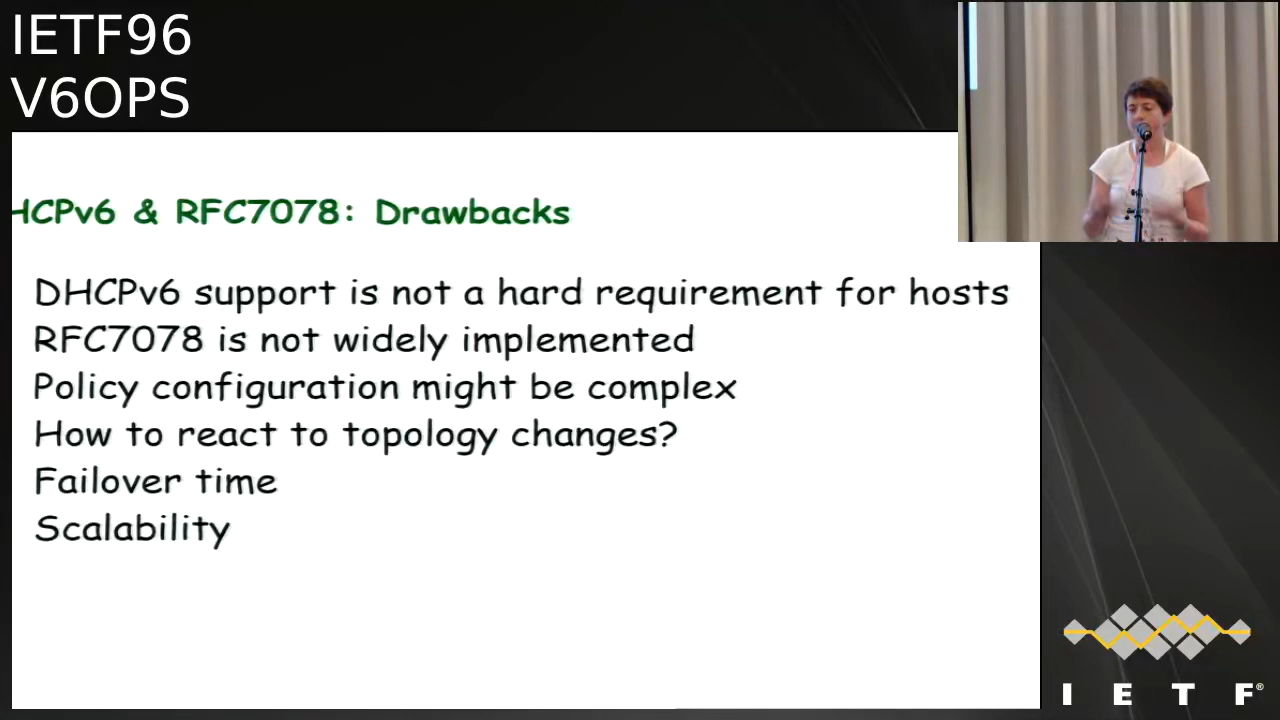 IETF96
V6OPS
HCPv6 & RFC7078: Drawbacks
DHCPv6 support is not a hard requirement for hosts
RFC7078 is not widely implemented
Policy configuration might be complex
How to react to topology changes?
Failover time
Scalability
I E T F®